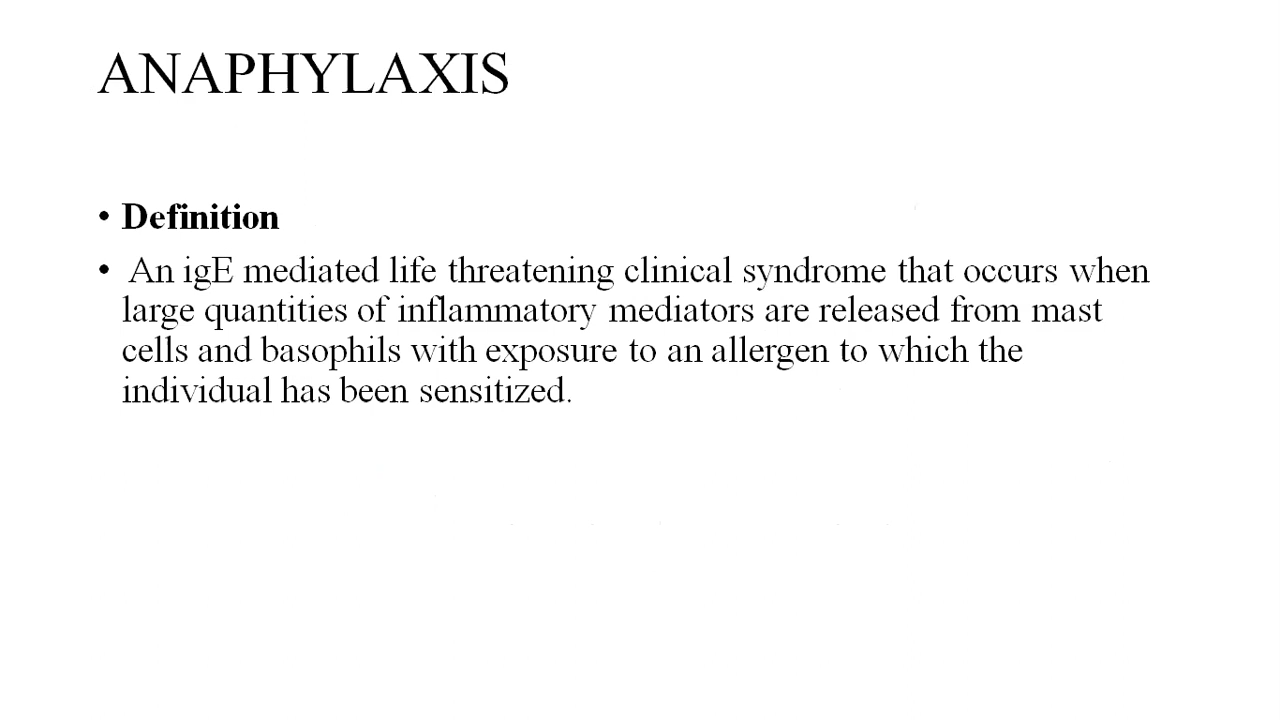 ANAPHYLAXIS
• Definition
• An igE mediated life threatening clinical syndrome that occurs when
large quantities of inflammatory mediators are released from mast
cells and basophils with exposure to an allergen to which the
individual has been sensitized.